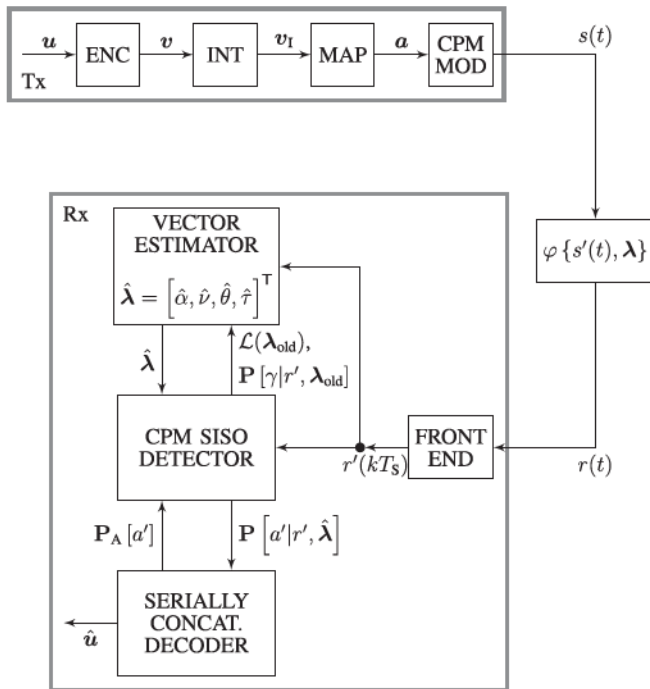 u
ENC
v
INT
v_I
MAP
a
CPM
MOD
s(t)
Tx
Rx
VECTOR
ESTIMATOR
λ̂ = [α̂, ν̂, θ̂, τ̂]^T
φ {s′(t), λ}
λ̂
ℒ(λ_old),
P [γ|r′, λ_old]
CPM SISO
DETECTOR
r′(kT_S)
FRONT
END
r(t)
P_A [a′]
P [a′|r′, λ̂]
SERIALLY
CONCAT.
DECODER
û